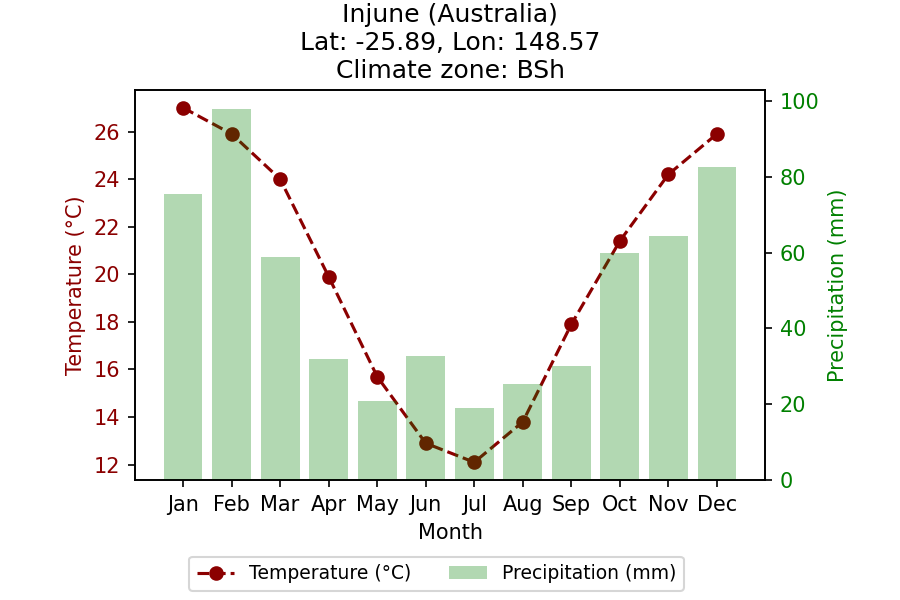 Injune (Australia)
Lat: -25.89, Lon: 148.57
Climate zone: BSh
26
24
22
20
18
16
14
12
Temperature (°C)
100
80
60
40
20
0
Precipitation (mm)
Jan Feb Mar Apr May Jun Jul Aug Sep Oct Nov Dec
Month
Temperature (°C) Precipitation (mm)